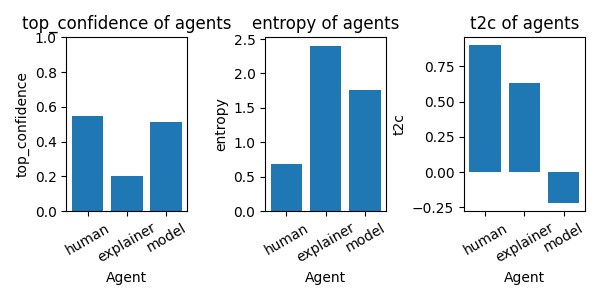 top_confidence of agents
top_confidence
1.0
0.8
0.6
0.4
0.2
0.0
human
explainer
model
Agent
entropy of agents
entropy
2.5
2.0
1.5
1.0
0.5
0.0
human
explainer
model
Agent
t2c of agents
t2c
0.75
0.50
0.25
0.00
−0.25
human
explainer
model
Agent